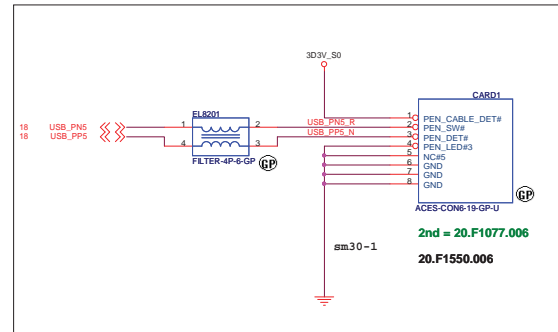 3D3V_S0
CARD1
EL8201
18 USB_PN5 1 2 USB_PN5_R
18 USB_PP5 4 3 USB_PP5_N
FILTER-4P-6-GP GP
1 PEN_CABLE_DET#
2 PEN_SW#
3 PEN_DET#
4 PEN_LED#3
5 NC#5
6 GND
7 GND
8 GND
GP
ACES-CON6-19-GP-U
2nd = 20.F1077.006
sm30-1
20.F1550.006